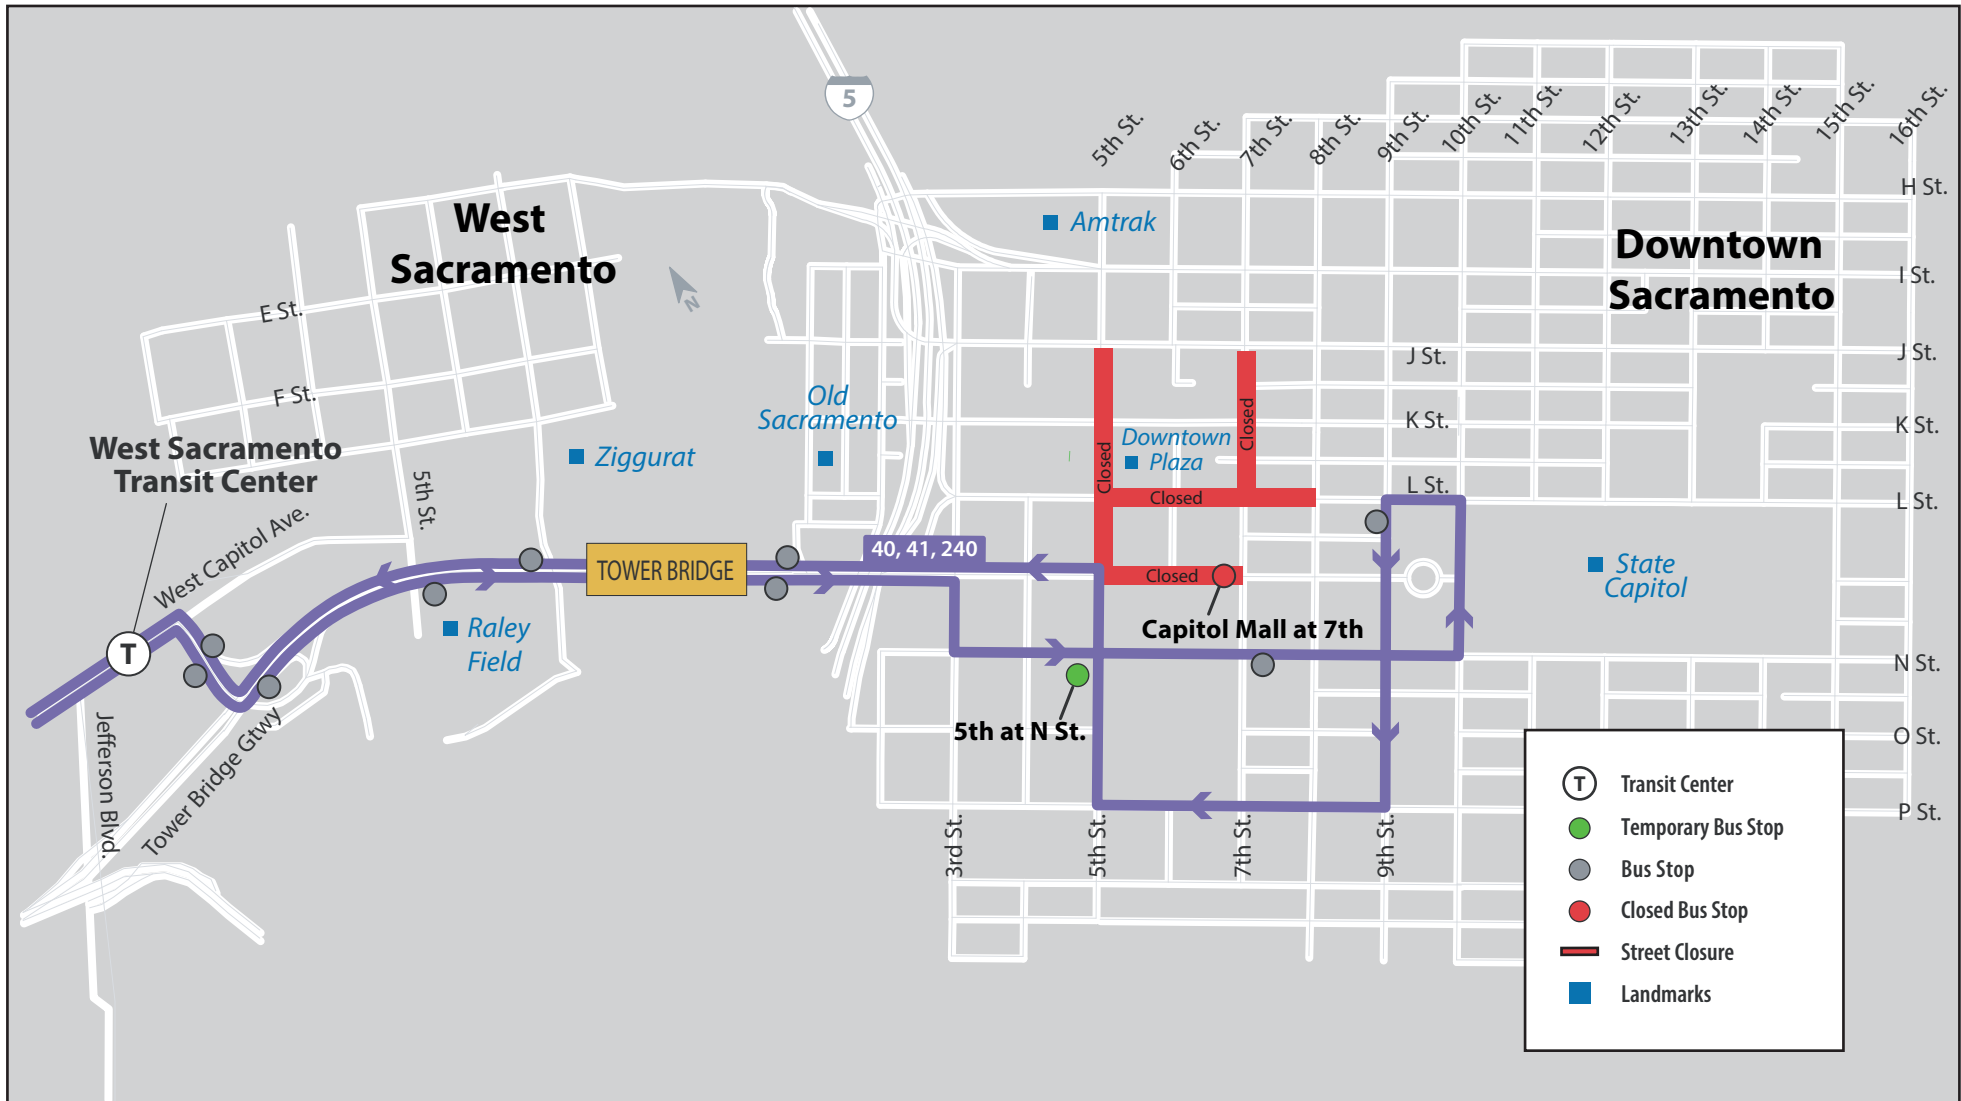 5
5th St.
6th St.
7th St.
8th St.
9th St.
10th St.
11th St.
12th St.
13th St.
14th St.
15th St.
16th St.
H St.
West
Sacramento
Amtrak
Downtown
Sacramento
I St.
N
E St.
J St.
J St.
F St.
Old
Sacramento
Closed
K St.
K St.
Downtown
Plaza
West Sacramento
Transit Center
Ziggurat
Closed
5th St.
Closed
L St.
L St.
West Capitol Ave.
40, 41, 240
TOWER BRIDGE
Closed
State
Capitol
Raley
Field
Capitol Mall at 7th
T
N St.
5th at N St.
Jefferson Blvd.
Tower Bridge Gtwy
O St.
P St.
3rd St.
5th St.
7th St.
9th St.
T Transit Center
Temporary Bus Stop
Bus Stop
Closed Bus Stop
Street Closure
Landmarks